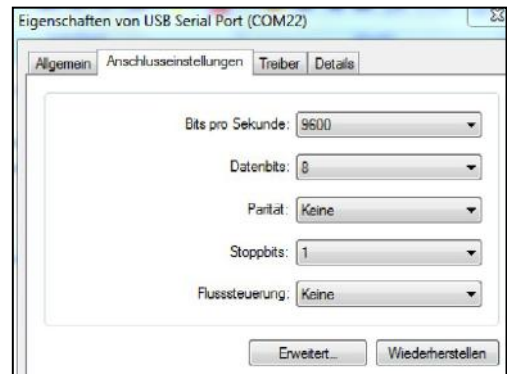 Eigenschaften von USB Serial Port (COM22)
Allgemein Anschlusseinstellungen Treiber Details
Bits pro Sekunde: 9600
Datenbits: 8
Parität: Keine
Stoppbits: 1
Flusssteuerung: Keine
Erweitert... Wiederherstellen